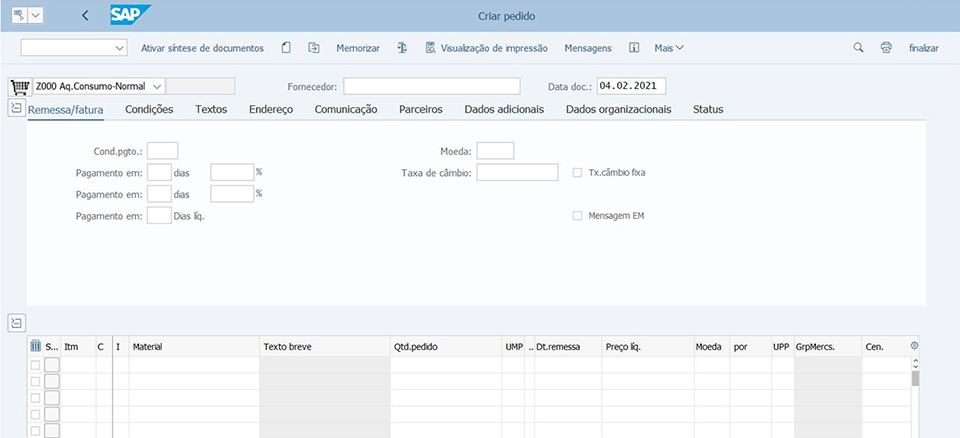 SAP
Criar pedido
Ativar síntese de documentos Memorizar Visualização de impressão Mensagens Mais finalizar
Z000 Aq.Consumo-Normal Fornecedor: Data doc.: 04.02.2021
Remessa/fatura Condições Textos Endereço Comunicação Parceiros Dados adicionais Dados organizacionais Status
Cond.pgto.: Moeda:
Pagamento em: dias % Taxa de câmbio: Tx.câmbio fixa
Pagamento em: dias %
Pagamento em: Dias líq. Mensagem EM
S... Itm C I Material Texto breve Qtd.pedido UMP .. Dt.remessa Preço líq. Moeda por UPP GrpMercs. Cen.